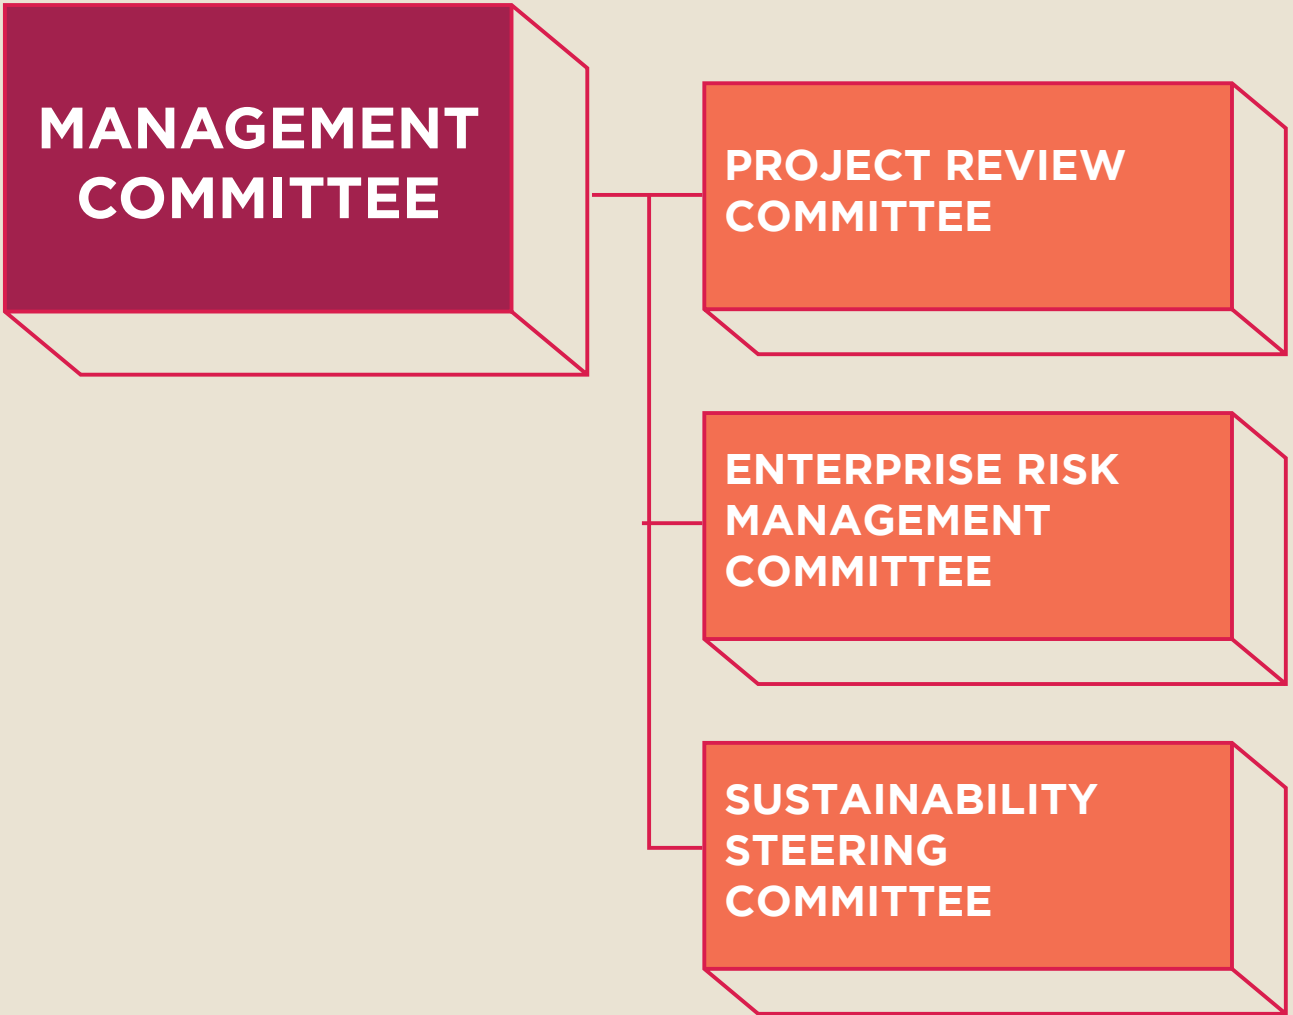 MANAGEMENT
COMMITTEE
PROJECT REVIEW
COMMITTEE
ENTERPRISE RISK
MANAGEMENT
COMMITTEE
SUSTAINABILITY
STEERING
COMMITTEE